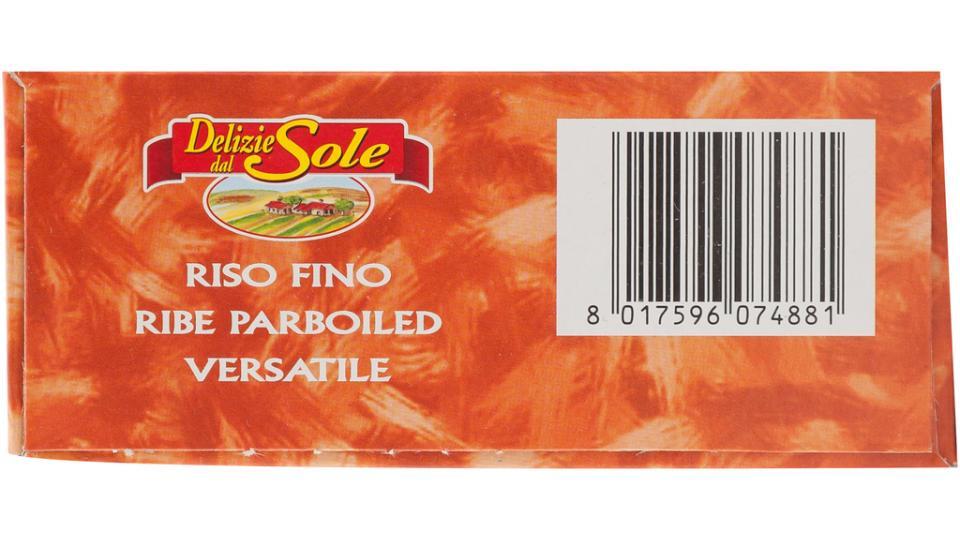 Delizie
dal
Sole
RISO FINO
RIBE PARBOILED
VERSATILE
8 017596 074881